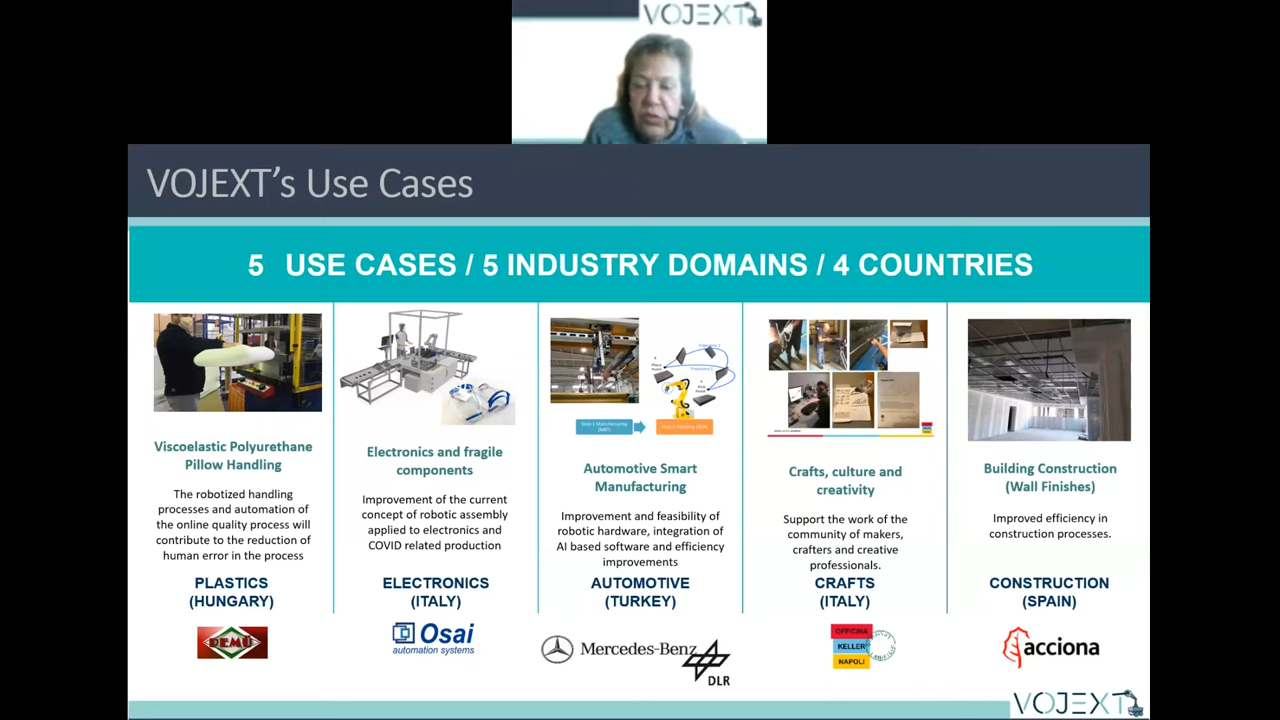 VOJEXT
VOJEXT's Use Cases
5 USE CASES / 5 INDUSTRY DOMAINS / 4 COUNTRIES
Viscoelastic Polyurethane
Pillow Handling
The robotized handling
processes and automation of
the online quality process will
contribute to the reduction of
human error in the process
PLASTICS
(HUNGARY)
REMU
Electronics and fragile
components
Improvement of the current
concept of robotic assembly
applied to electronics and
COVID related production
ELECTRONICS
(ITALY)
Osai
automation systems
Automotive Smart
Manufacturing
Improvement and feasibility of
robotic hardware, integration of
AI based software and efficiency
improvements
AUTOMOTIVE
(TURKEY)
Mercedes-Benz
DLR
Crafts, culture and
creativity
Support the work of the
community of makers,
crafters and creative
professionals.
CRAFTS
(ITALY)
OFFICINA
KELLER
NAPOLI
Building Construction
(Wall Finishes)
Improved efficiency in
construction processes.
CONSTRUCTION
(SPAIN)
acciona
VOJEXT